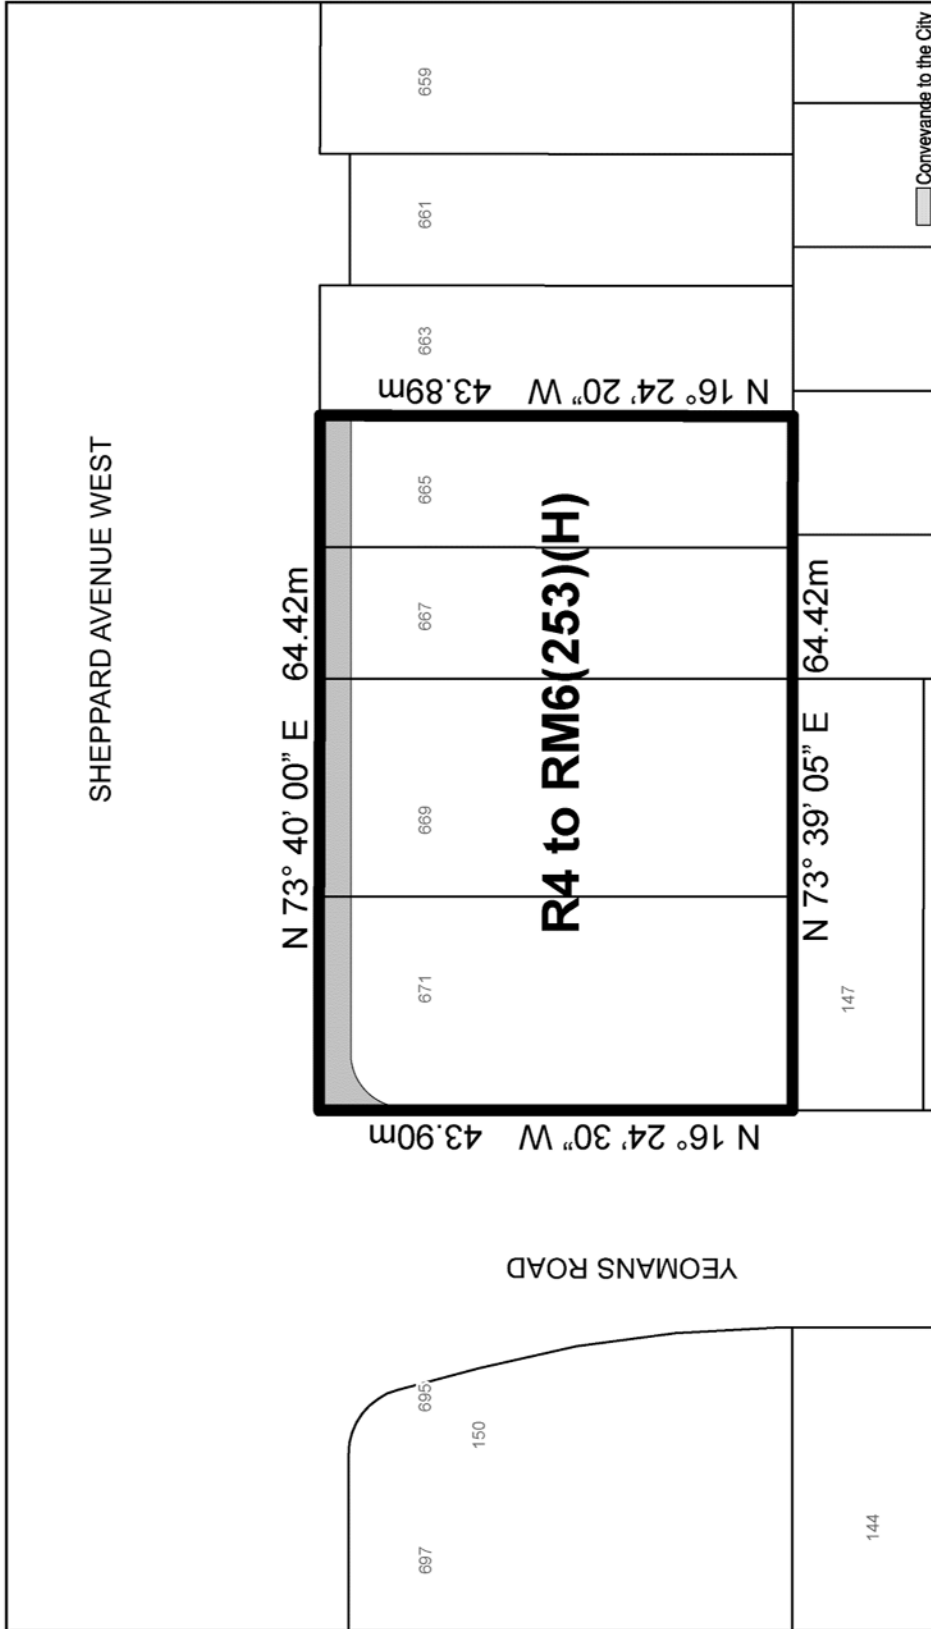 SHEPPARD AVENUE WEST
N 73° 40' 00" E 64.42m
697
695
671
669
667
665
663
661
659
150
N 16° 24' 30" W 43.90m
N 16° 24' 20" W 43.89m
R4 to RM6(253)(H)
YEOMANS ROAD
N 73° 39' 05" E 64.42m
144
147
Conveyande to the City